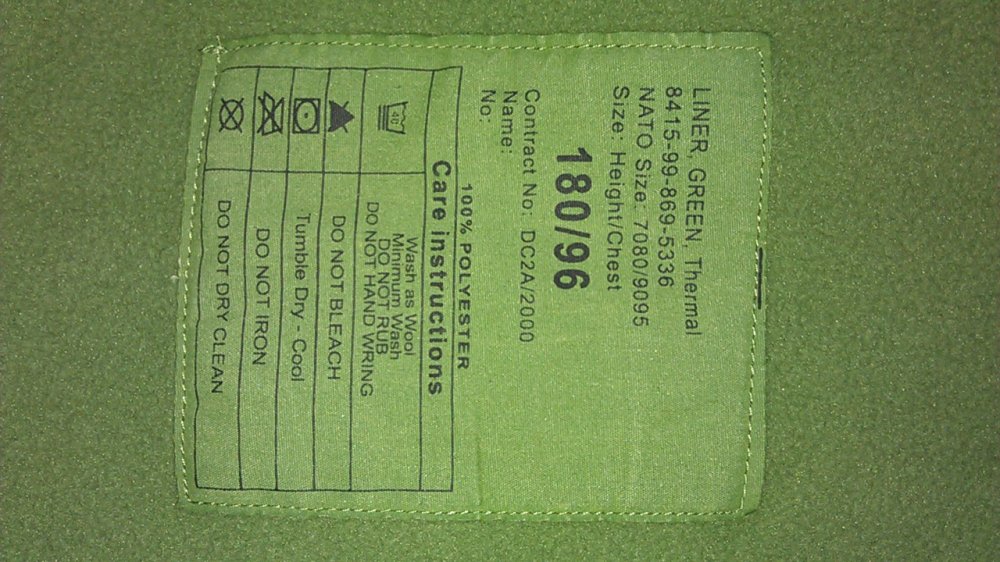 LINER, GREEN, Thermal
8415-99-869-5336
NATO Size: 7080/9095
Size: Height/Chest
180/96
Contract No: DC2A/2000
Name:
No:
100% POLYESTER
Care instructions
40
Wash as Wool
Minimum Wash
DO NOT RUB
DO NOT HAND WRING
DO NOT BLEACH
Tumble Dry - Cool
DO NOT IRON
DO NOT DRY CLEAN